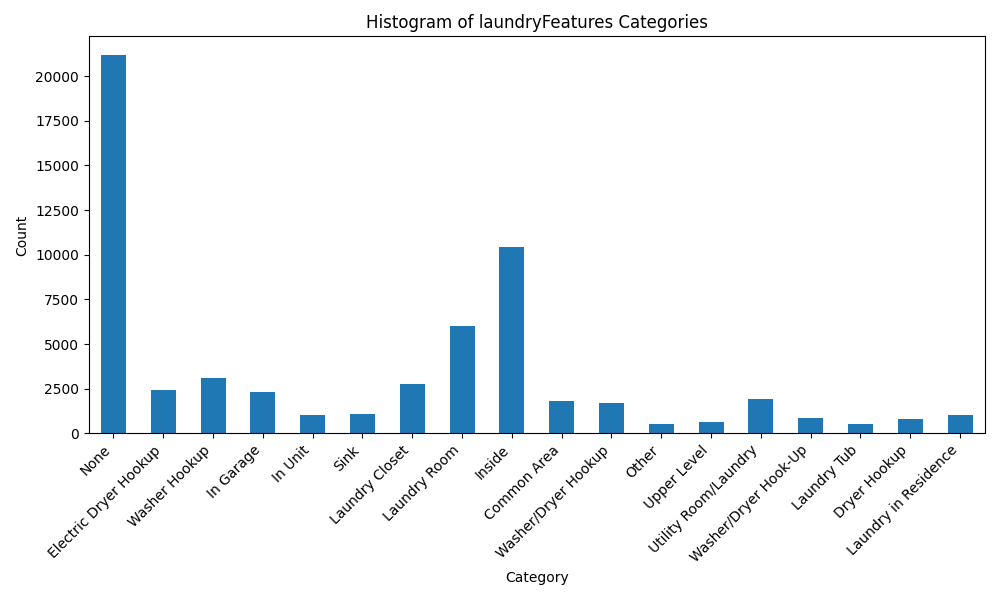 Histogram of laundryFeatures Categories
Count
20000
17500
15000
12500
10000
7500
5000
2500
0
None
Electric Dryer Hookup
Washer Hookup
In Garage
In Unit
Sink
Laundry Closet
Laundry Room
Inside
Common Area
Washer/Dryer Hookup
Other
Upper Level
Utility Room/Laundry
Washer/Dryer Hook-Up
Laundry Tub
Dryer Hookup
Laundry in Residence
Category